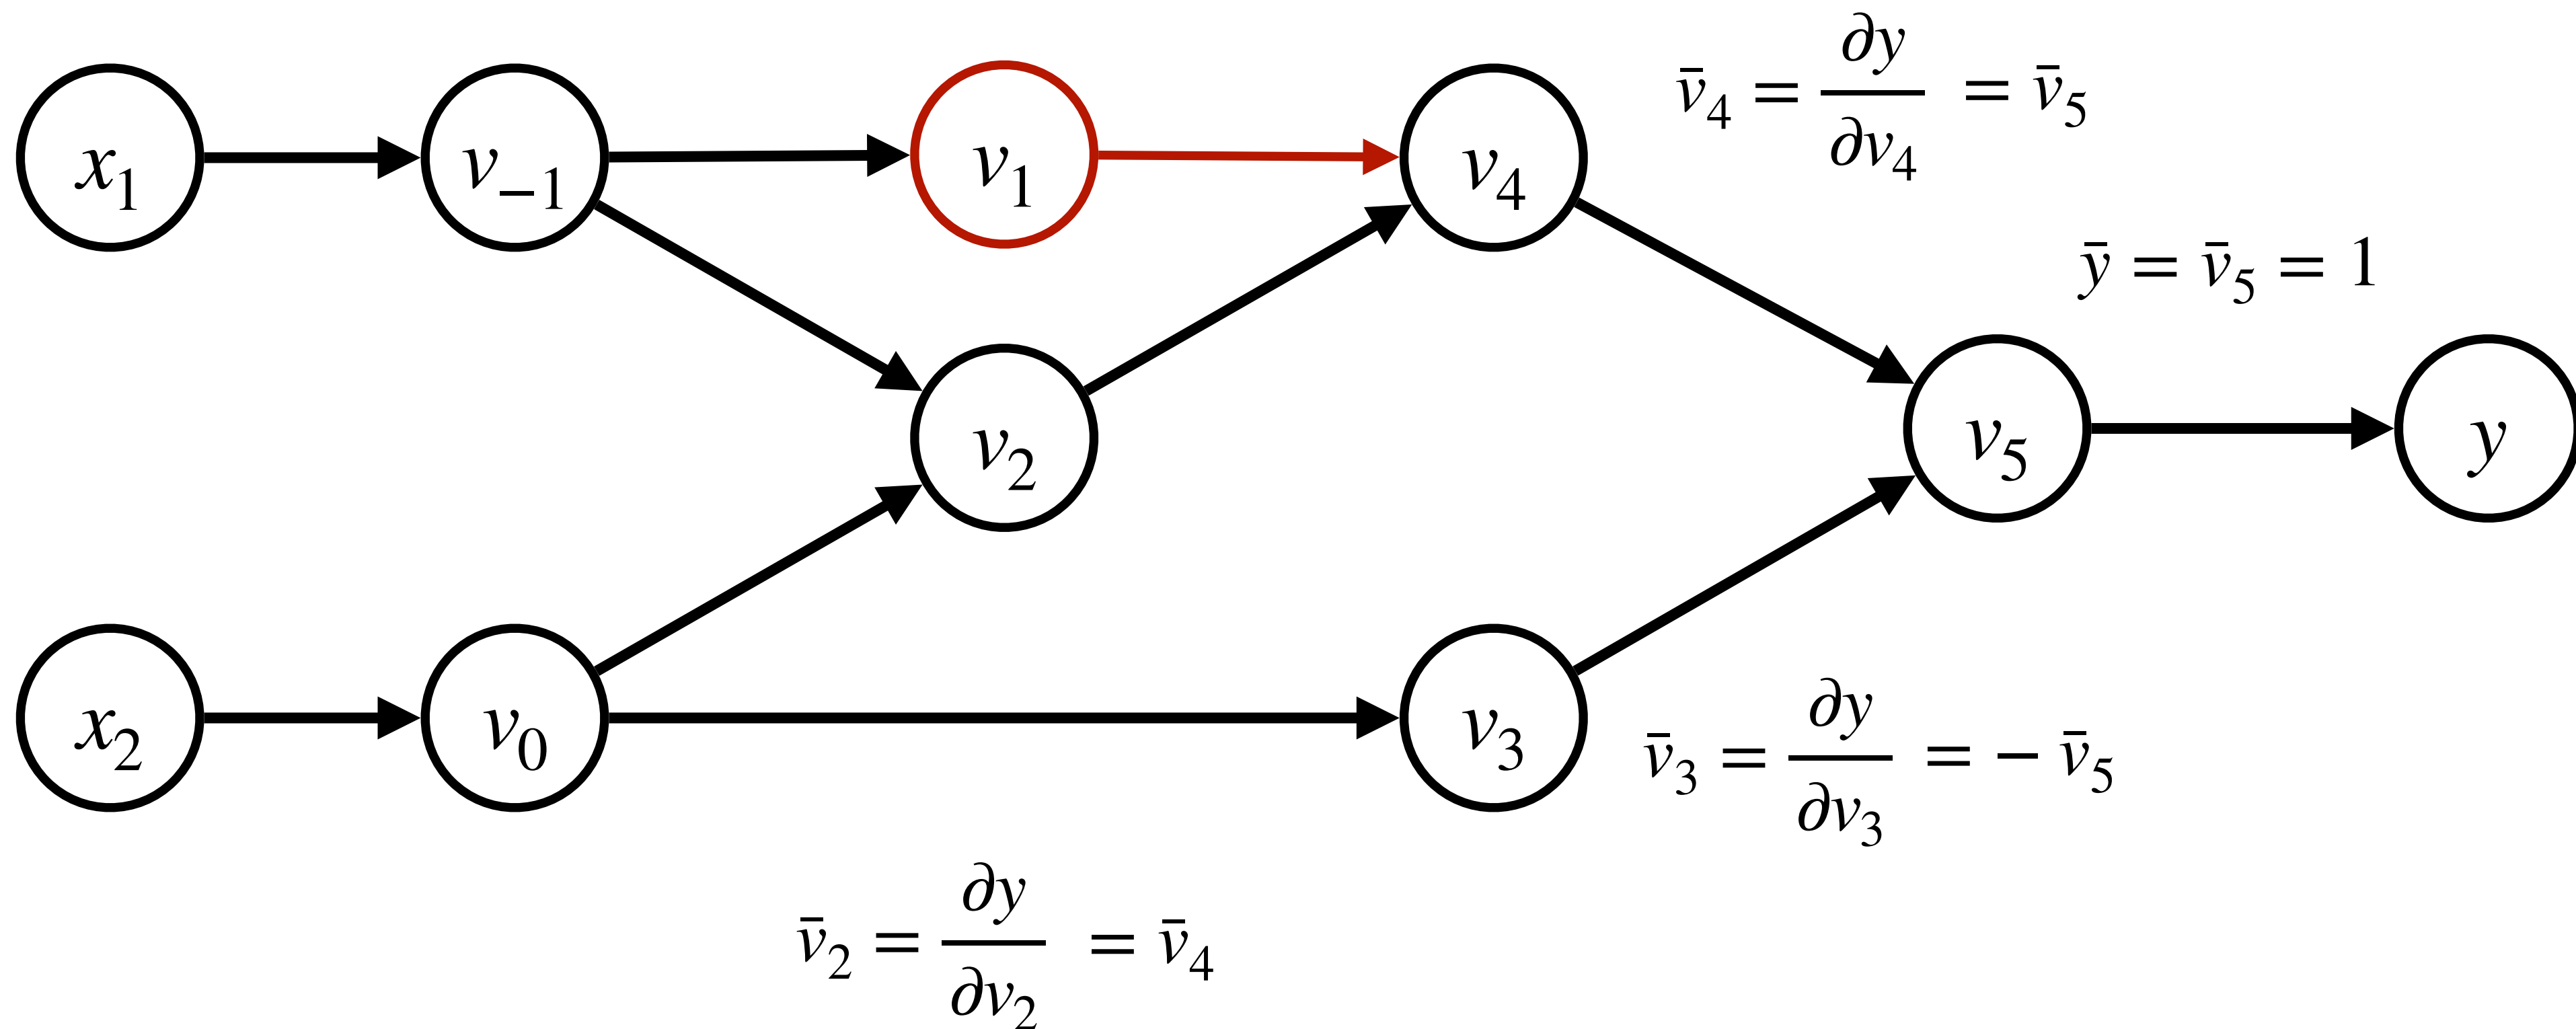 v̄₄ = ∂y/∂v₄ = v̄₅
x₁ v₋₁ v₁ v₄
ȳ = v̄₅ = 1
v₂ v₅ y
x₂ v₀ v₃
v̄₃ = ∂y/∂v₃ = − v̄₅
v̄₂ = ∂y/∂v₂ = v̄₄